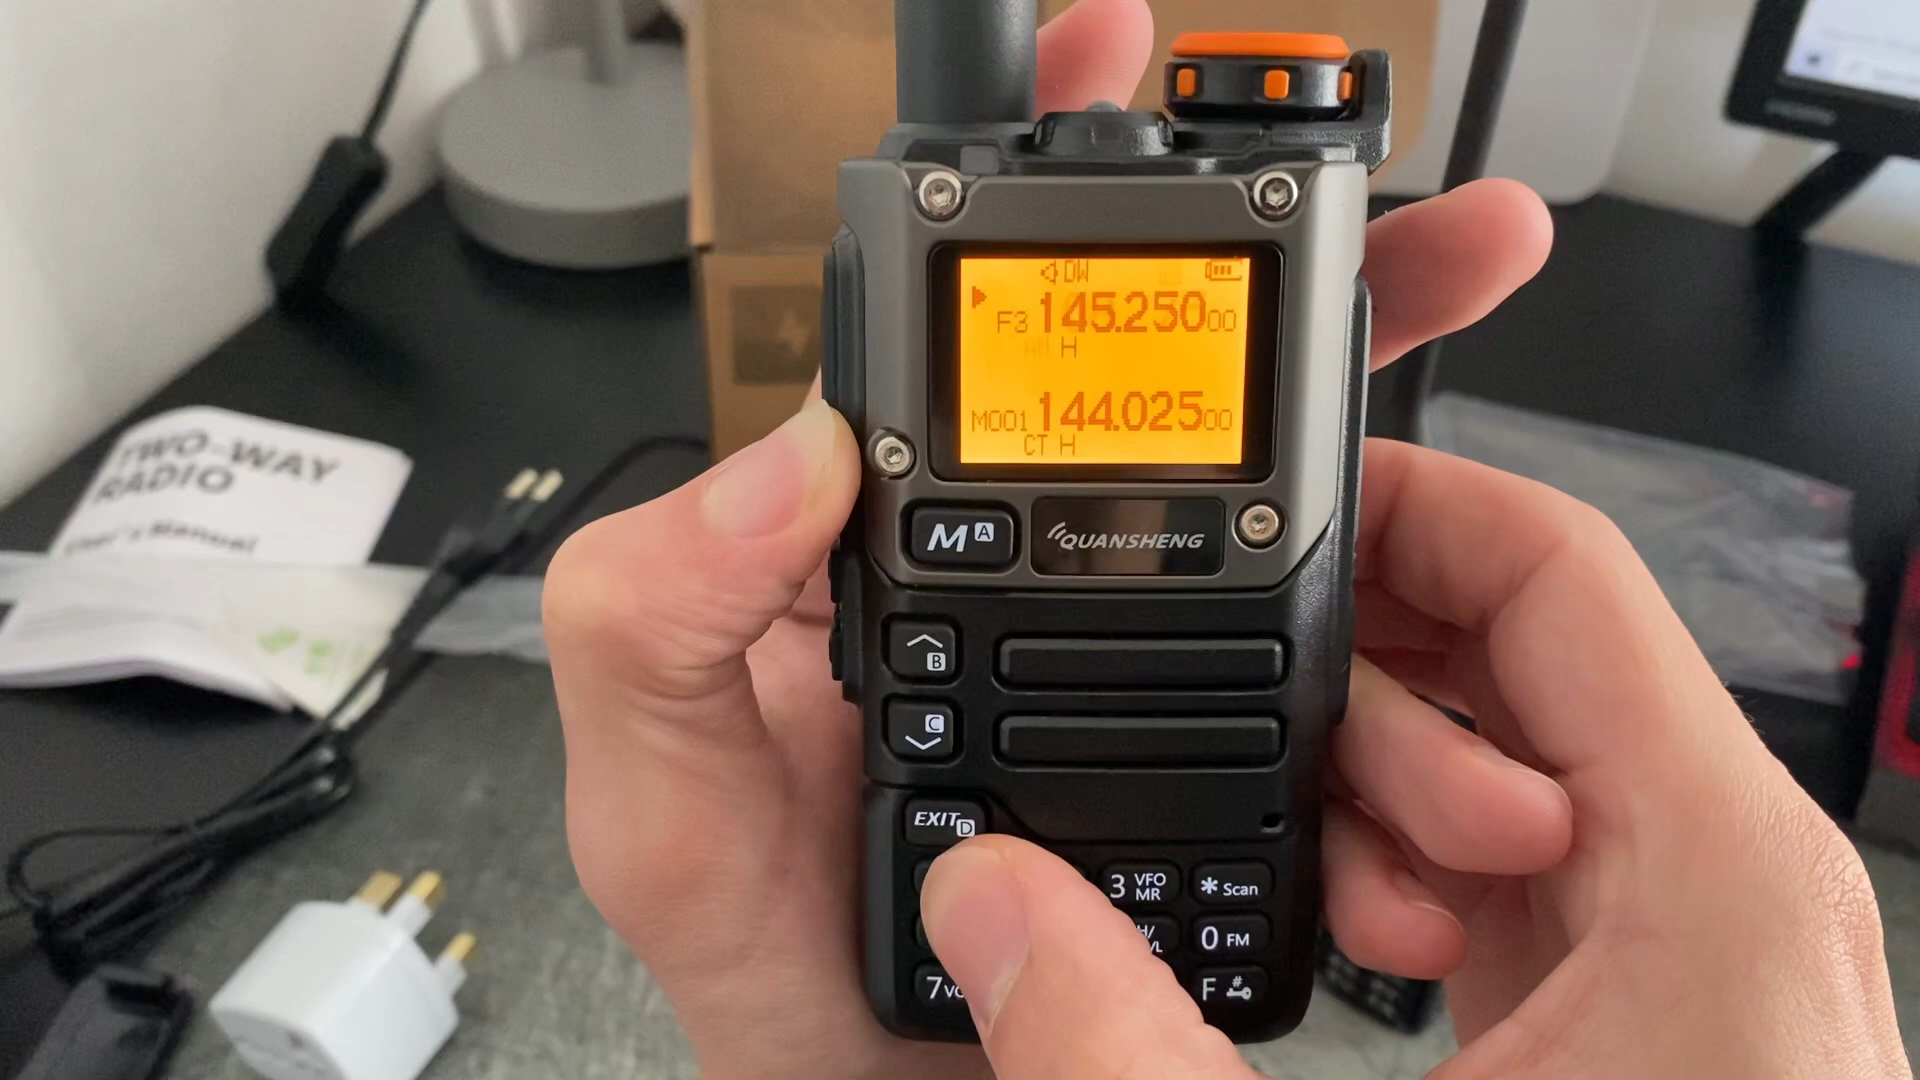 DW
F3 145.250 00
H
M001 144.025 00
CT H
M A
QUANSHENG
B
C
EXIT D
3 VFO MR
* Scan
0 FM
7
F #
TWO-WAY
RADIO
User's Manual